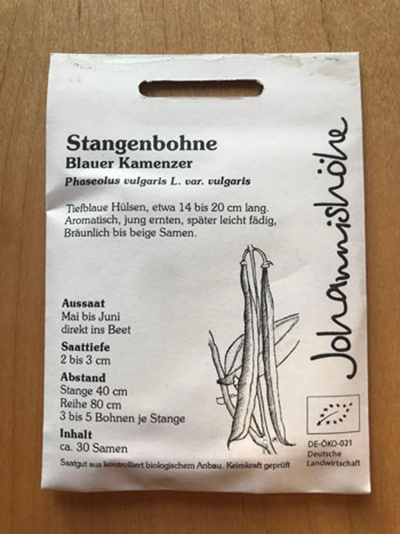 Stangenbohne
Blauer Kamenzer
Phaseolus vulgaris L. var. vulgaris
Tiefblaue Hülsen, etwa 14 bis 20 cm lang.
Aromatisch, jung ernten, später leicht fädig,
Bräunlich bis beige Samen.
Aussaat
Mai bis Juni
direkt ins Beet
Saattiefe
2 bis 3 cm
Abstand
Stange 40 cm
Reihe 80 cm
3 bis 5 Bohnen je Stange
Inhalt
ca. 30 Samen
Saatgut aus kontrolliert biologischem Anbau. Keimkraft geprüft
Johannishöhe
DE-ÖKO-021
Deutsche
Landwirtschaft